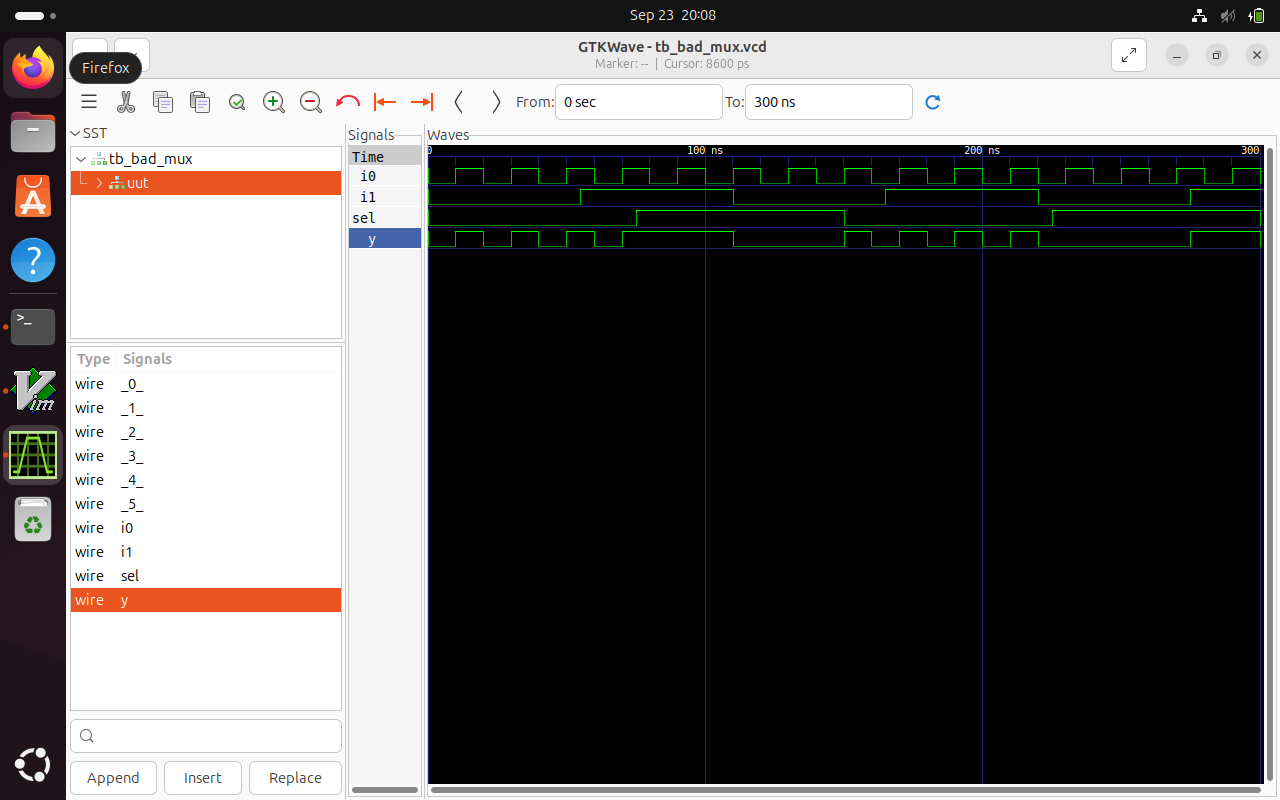 Sep 23 20:08
GTKWave - tb_bad_mux.vcd
Marker: -- | Cursor: 8600 ps
Firefox
From: 0 sec To: 300 ns
SST
tb_bad_mux
uut
Type Signals
wire _0_
wire _1_
wire _2_
wire _3_
wire _4_
wire _5_
wire i0
wire i1
wire sel
wire y
Append Insert Replace
Signals
Time
i0
i1
sel
y
Waves
0 100 ns 200 ns 300
>_
Vim
?